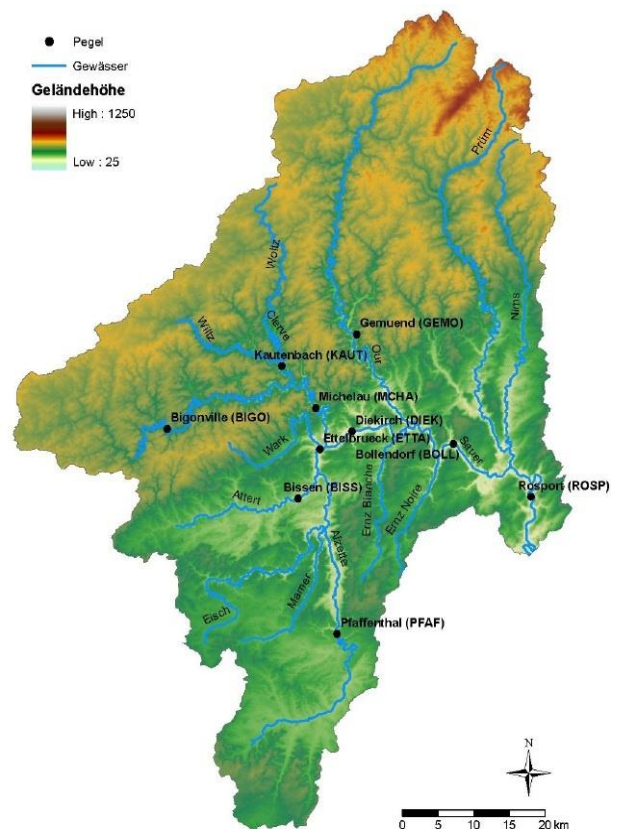 Pegel
Gewässer
Geländehöhe
High : 1250
Low : 25
Prüm
Woltz
Nims
Wiltz
Clerve
Gemuend (GEMO)
Our
Kautenbach (KAUT)
Michelau (MCHA)
Bigonville (BIGO)
Diekirch (DIEK)
Wark
Ettelbrueck (ETTA)
Sauer
Bollendorf (BOLL)
Bissen (BISS)
Attert
Ernz Blanche
Ernz Noire
Rosport (ROSP)
Alzette
Mamer
Eisch
Pfaffenthal (PFAF)
N
0 5 10 15 20 km